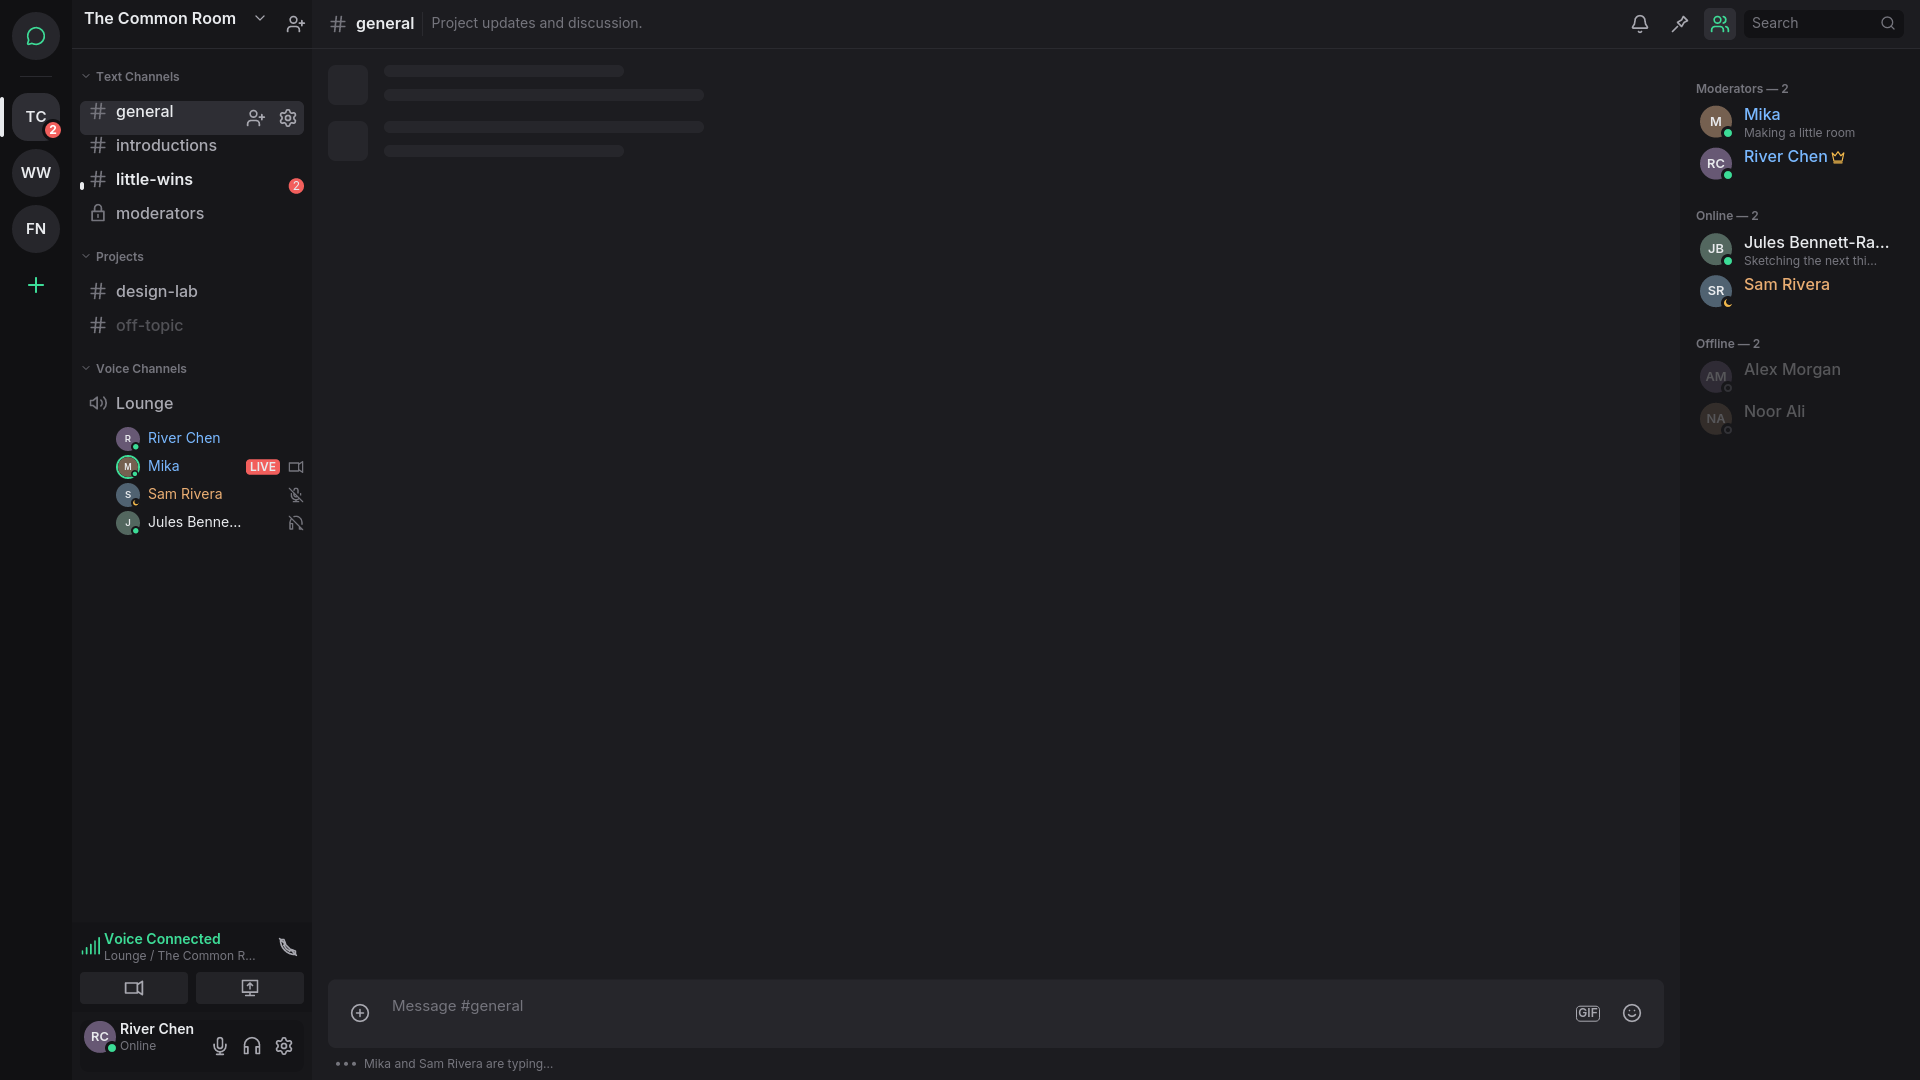 TC
2
WW
FN
The Common Room
Text Channels
general
introductions
little-wins
2
moderators
Projects
design-lab
off-topic
Voice Channels
Lounge
R
River Chen
M
Mika
LIVE
S
Sam Rivera
J
Jules Benne...
Voice Connected
Lounge / The Common R...
RC
River Chen
Online
general
Project updates and discussion.
Search
Message #general
GIF
Mika and Sam Rivera are typing...
Moderators — 2
M
Mika
Making a little room
RC
River Chen
Online — 2
JB
Jules Bennett-Ra...
Sketching the next thi...
SR
Sam Rivera
Offline — 2
AM
Alex Morgan
NA
Noor Ali